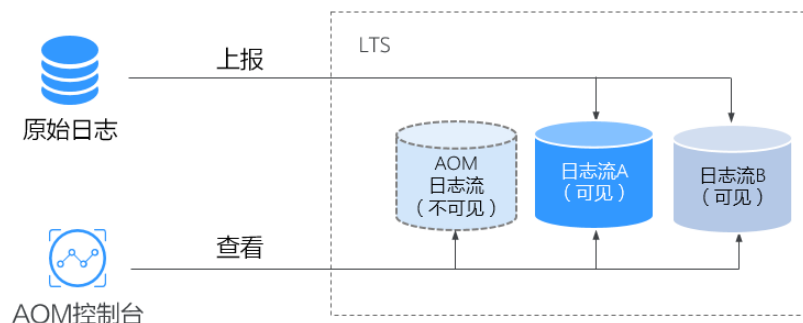 上报
LTS
原始日志
AOM
日志流
（不可见）
日志流A
（可见）
日志流B
（可见）
查看
AOM控制台